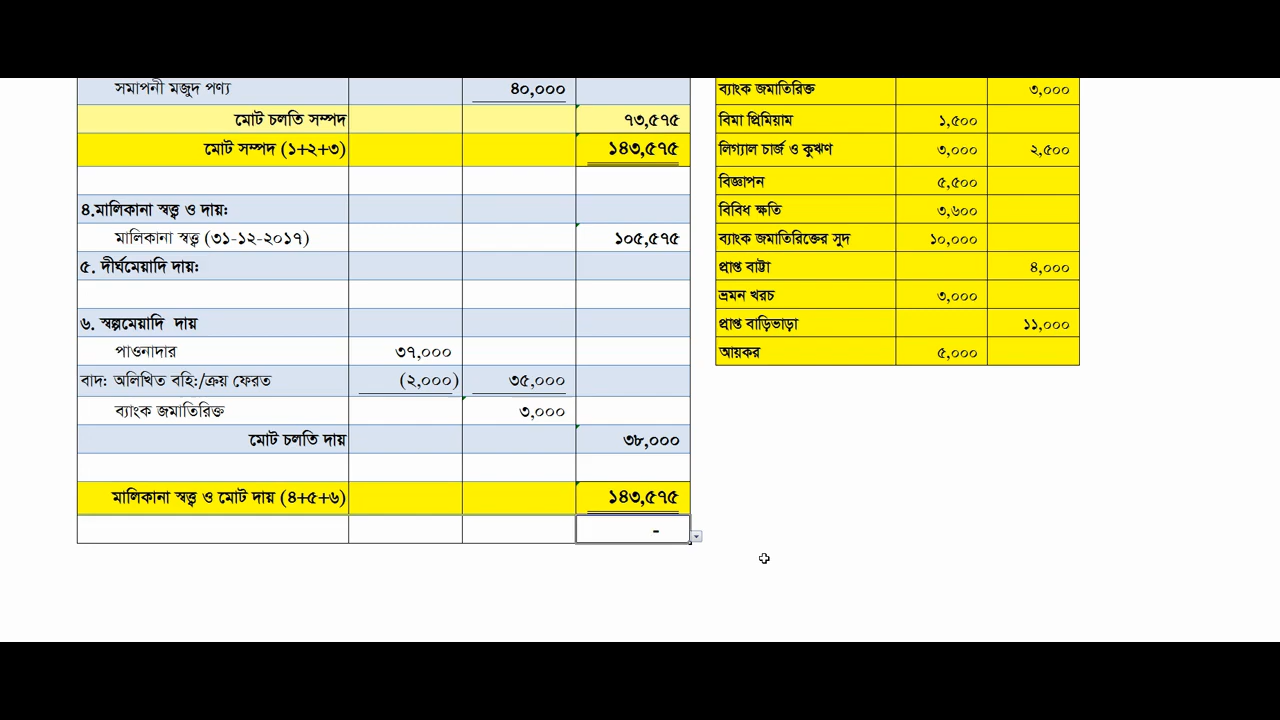 সমাপনী মজুদ পণ্য ৪০,০০০
মোট চলতি সম্পদ ৭৩,৫৭৫
মোট সম্পদ (১+২+৩) ১৪৩,৫৭৫
৪.মালিকানা স্বত্ত্ব ও দায়:
মালিকানা স্বত্ত্ব (৩১-১২-২০১৭) ১০৫,৫৭৫
৫. দীর্ঘমেয়াদি দায়:
৬. স্বল্পমেয়াদি দায়
পাওনাদার ৩৭,০০০
বাদ: অলিখিত বহি:/ক্রয় ফেরত (২,০০০) ৩৫,০০০
ব্যাংক জমাতিরিক্ত ৩,০০০
মোট চলতি দায় ৩৮,০০০
মালিকানা স্বত্ত্ব ও মোট দায় (৪+৫+৬) ১৪৩,৫৭৫
-
ব্যাংক জমাতিরিক্ত ৩,০০০
বিমা প্রিমিয়াম ১,৫০০
লিগ্যাল চার্জ ও কুঋণ ৩,০০০ ২,৫০০
বিজ্ঞাপন ৫,৫০০
বিবিধ ক্ষতি ৩,৬০০
ব্যাংক জমাতিরিক্তের সুদ ১০,০০০
প্রাপ্ত বাট্টা ৪,০০০
ভ্রমন খরচ ৩,০০০
প্রাপ্ত বাড়িভাড়া ১১,০০০
আয়কর ৫,০০০